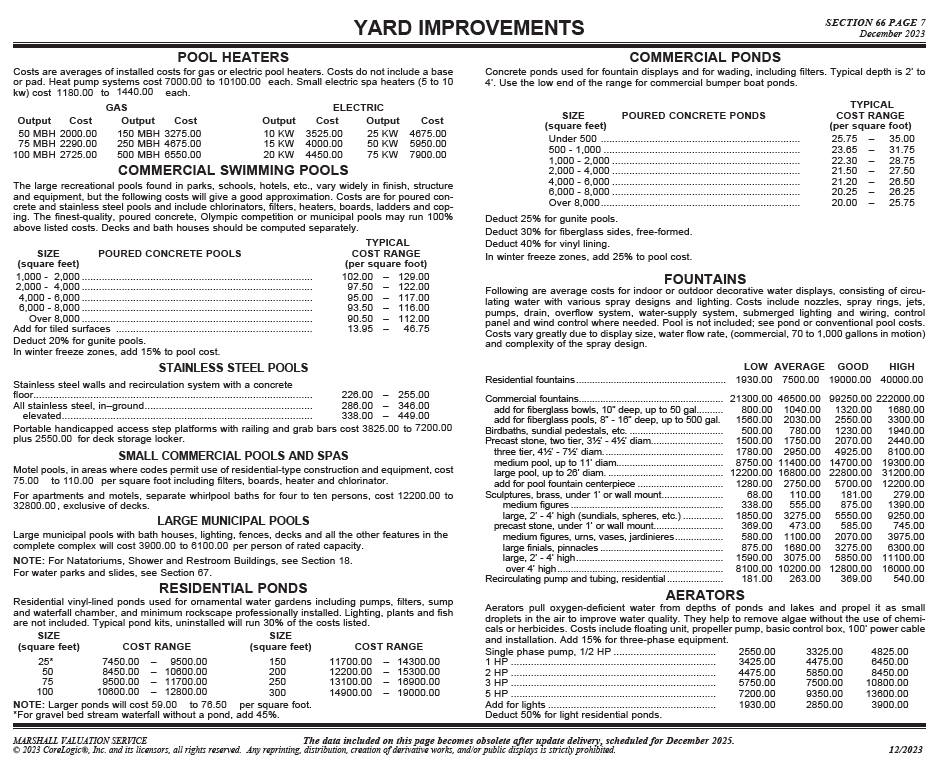 YARD IMPROVEMENTS
SECTION 66 PAGE 7
December 2023
POOL HEATERS
Costs are averages of installed costs for gas or electric pool heaters. Costs do not include a base
or pad. Heat pump systems cost 7000.00 to 10100.00 each. Small electric spa heaters (5 to 10
kw) cost 1180.00 to 1440.00 each.
GAS ELECTRIC
Output Cost Output Cost Output Cost Output Cost
50 MBH 2000.00 150 MBH 3275.00 10 KW 3525.00 25 KW 4675.00
75 MBH 2290.00 250 MBH 4675.00 15 KW 4000.00 50 KW 5950.00
100 MBH 2725.00 500 MBH 6550.00 20 KW 4450.00 75 KW 7900.00
COMMERCIAL SWIMMING POOLS
The large recreational pools found in parks, schools, hotels, etc., vary widely in finish, structure
and equipment, but the following costs will give a good approximation. Costs are for poured con-
crete and stainless steel pools and include chlorinators, filters, heaters, boards, ladders and cop-
ing. The finest-quality, poured concrete, Olympic competition or municipal pools may run 100%
above listed costs. Decks and bath houses should be computed separately.
TYPICAL
SIZE POURED CONCRETE POOLS COST RANGE
(square feet) (per square foot)
1,000 - 2,000 102.00 – 129.00
2,000 - 4,000 97.50 – 122.00
4,000 - 6,000 95.00 – 117.00
6,000 - 8,000 93.50 – 116.00
Over 8,000 90.50 – 112.00
Add for tiled surfaces 13.95 – 46.75
Deduct 20% for gunite pools.
In winter freeze zones, add 15% to pool cost.
STAINLESS STEEL POOLS
Stainless steel walls and recirculation system with a concrete
floor 226.00 – 255.00
All stainless steel, in–ground 286.00 – 346.00
elevated 338.00 – 449.00
Portable handicapped access step platforms with railing and grab bars cost 3825.00 to 7200.00
plus 2550.00 for deck storage locker.
SMALL COMMERCIAL POOLS AND SPAS
Motel pools, in areas where codes permit use of residential-type construction and equipment, cost
75.00 to 110.00 per square foot including filters, boards, heater and chlorinator.
For apartments and motels, separate whirlpool baths for four to ten persons, cost 12200.00 to
32800.00, exclusive of decks.
LARGE MUNICIPAL POOLS
Large municipal pools with bath houses, lighting, fences, decks and all the other features in the
complete complex will cost 3900.00 to 6100.00 per person of rated capacity.
NOTE: For Natatoriums, Shower and Restroom Buildings, see Section 18.
For water parks and slides, see Section 67.
RESIDENTIAL PONDS
Residential vinyl-lined ponds used for ornamental water gardens including pumps, filters, sump
and waterfall chamber, and minimum rockscape professionally installed. Lighting, plants and fish
are not included. Typical pond kits, uninstalled will run 30% of the costs listed.
SIZE SIZE
(square feet) COST RANGE (square feet) COST RANGE
25* 7450.00 – 9500.00 150 11700.00 – 14300.00
50 8450.00 – 10600.00 200 12200.00 – 15300.00
75 9500.00 – 11700.00 250 13100.00 – 16900.00
100 10600.00 – 12800.00 300 14900.00 – 19000.00
NOTE: Larger ponds will cost 59.00 to 76.50 per square foot.
*For gravel bed stream waterfall without a pond, add 45%.
COMMERCIAL PONDS
Concrete ponds used for fountain displays and for wading, including filters. Typical depth is 2' to
4'. Use the low end of the range for commercial bumper boat ponds.
TYPICAL
SIZE POURED CONCRETE PONDS COST RANGE
(square feet) (per square foot)
Under 500 25.75 – 35.00
500 - 1,000 23.65 – 31.75
1,000 - 2,000 22.30 – 28.75
2,000 - 4,000 21.50 – 27.50
4,000 - 6,000 21.20 – 26.50
6,000 - 8,000 20.25 – 26.25
Over 8,000 20.00 – 25.75
Deduct 25% for gunite pools.
Deduct 30% for fiberglass sides, free-formed.
Deduct 40% for vinyl lining.
In winter freeze zones, add 25% to pool cost.
FOUNTAINS
Following are average costs for indoor or outdoor decorative water displays, consisting of circu-
lating water with various spray designs and lighting. Costs include nozzles, spray rings, jets,
pumps, drain, overflow system, water-supply system, submerged lighting and wiring, control
panel and wind control where needed. Pool is not included; see pond or conventional pool costs.
Costs vary greatly due to display size, water flow rate, (commercial, 70 to 1,000 gallons in motion)
and complexity of the spray design.
LOW AVERAGE GOOD HIGH
Residential fountains 1930.00 7500.00 19000.00 40000.00
Commercial fountains 21300.00 46500.00 99250.00 222000.00
add for fiberglass bowls, 10" deep, up to 50 gal. 800.00 1040.00 1320.00 1680.00
add for fiberglass pools, 8" - 16" deep, up to 500 gal. 1560.00 2030.00 2550.00 3300.00
Birdbaths, sundial pedestals, etc. 500.00 780.00 1230.00 1940.00
Precast stone, two tier, 3½' - 4½' diam. 1500.00 1750.00 2070.00 2440.00
three tier, 4½' - 7½' diam. 1780.00 2950.00 4925.00 8100.00
medium pool, up to 11' diam. 8750.00 11400.00 14700.00 19300.00
large pool, up to 26' diam. 12200.00 16800.00 22800.00 31200.00
add for pool fountain centerpiece 1280.00 2750.00 5700.00 12200.00
Sculptures, brass, under 1' or wall mount 68.00 110.00 181.00 279.00
medium figures 338.00 555.00 875.00 1390.00
large, 2' - 4' high (sundials, spheres, etc.) 1850.00 3275.00 5550.00 9250.00
precast stone, under 1' or wall mount 369.00 473.00 585.00 745.00
medium figures, urns, vases, jardinieres 580.00 1100.00 2070.00 3975.00
large finials, pinnacles 875.00 1680.00 3275.00 6300.00
large, 2' - 4' high 1590.00 3075.00 5850.00 11100.00
over 4' high 8100.00 10200.00 12800.00 16000.00
Recirculating pump and tubing, residential 181.00 263.00 369.00 540.00
AERATORS
Aerators pull oxygen-deficient water from depths of ponds and lakes and propel it as small
droplets in the air to improve water quality. They help to remove algae without the use of chemi-
cals or herbicides. Costs include floating unit, propeller pump, basic control box, 100' power cable
and installation. Add 15% for three-phase equipment.
Single phase pump, 1/2 HP 2550.00 3325.00 4825.00
1 HP 3425.00 4475.00 6450.00
2 HP 4475.00 5850.00 8450.00
3 HP 5750.00 7500.00 10800.00
5 HP 7200.00 9350.00 13600.00
Add for lights 1930.00 2850.00 3900.00
Deduct 50% for light residential ponds.
MARSHALL VALUATION SERVICE
The data included on this page becomes obsolete after update delivery, scheduled for December 2025.
© 2023 CoreLogic®, Inc. and its licensors, all rights reserved. Any reprinting, distribution, creation of derivative works, and/or public displays is strictly prohibited.
12/2023